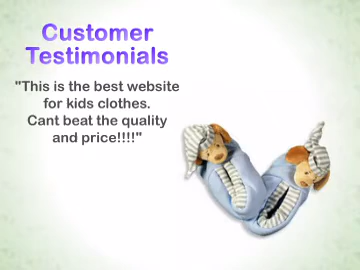 Customer
Testimonials
"This is the best website
for kids clothes.
Cant beat the quality
and price!!!!"